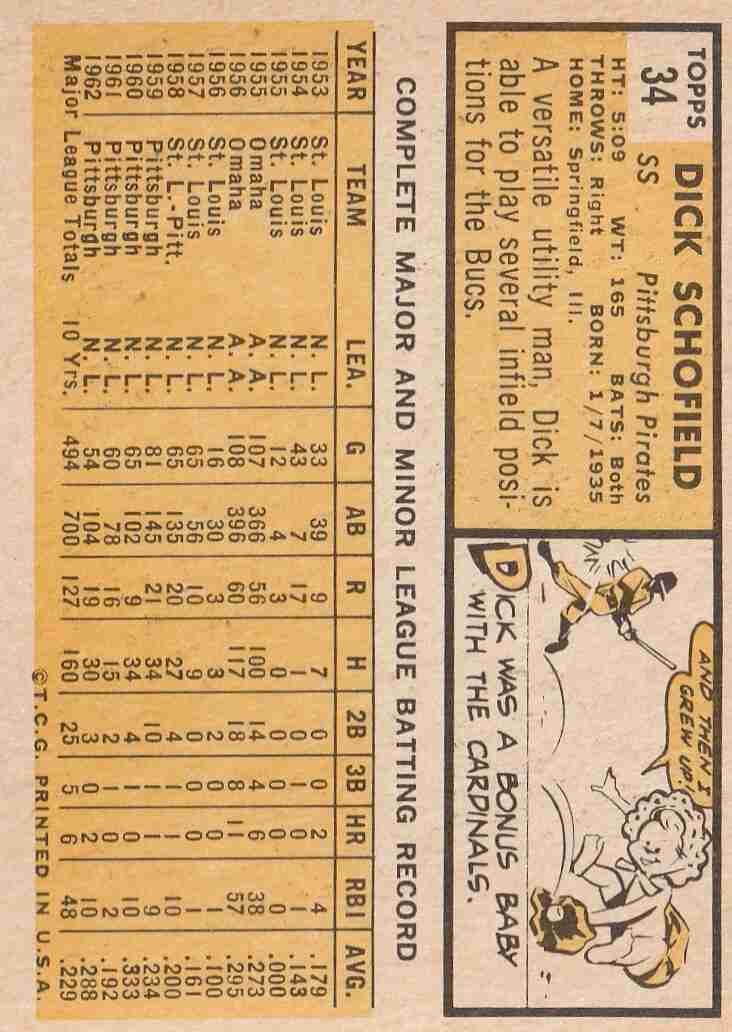 TOPPS
34
DICK SCHOFIELD
SS Pittsburgh Pirates
HT: 5:09 WT: 165 BATS: Both
THROWS: Right BORN: 1/7/1935
HOME: Springfield, Ill.
A versatile utility man, Dick is
able to play several infield posi-
tions for the Bucs.
AND THEN I
GREW UP!
DICK WAS A BONUS BABY
WITH THE CARDINALS.
COMPLETE MAJOR AND MINOR LEAGUE BATTING RECORD
YEAR TEAM LEA. G AB R H 2B 3B HR RBI AVG.
1953 St. Louis N. L. 33 39 9 7 0 0 2 4 .179
1954 St. Louis N. L. 43 7 17 1 0 1 0 1 .143
1955 St. Louis N. L. 12 4 3 0 0 0 0 0 .000
1955 Omaha A. A. 107 366 56 100 14 4 6 38 .273
1956 Omaha A. A. 108 396 60 117 18 8 11 57 .295
1956 St. Louis N. L. 16 30 3 3 2 0 0 1 .100
1957 St. Louis N. L. 65 56 10 9 0 0 0 1 .161
1958 St. L.-Pitt. N. L. 65 135 20 27 4 1 1 10 .200
1959 Pittsburgh N. L. 81 145 21 34 10 1 1 9 .234
1960 Pittsburgh N. L. 65 102 9 34 4 1 0 10 .333
1961 Pittsburgh N. L. 60 78 16 15 2 1 0 2 .192
1962 Pittsburgh N. L. 54 104 19 30 3 0 2 10 .288
Major League Totals 10 Yrs. 494 700 127 160 25 5 6 48 .229
©T.C.G. PRINTED IN U.S.A.